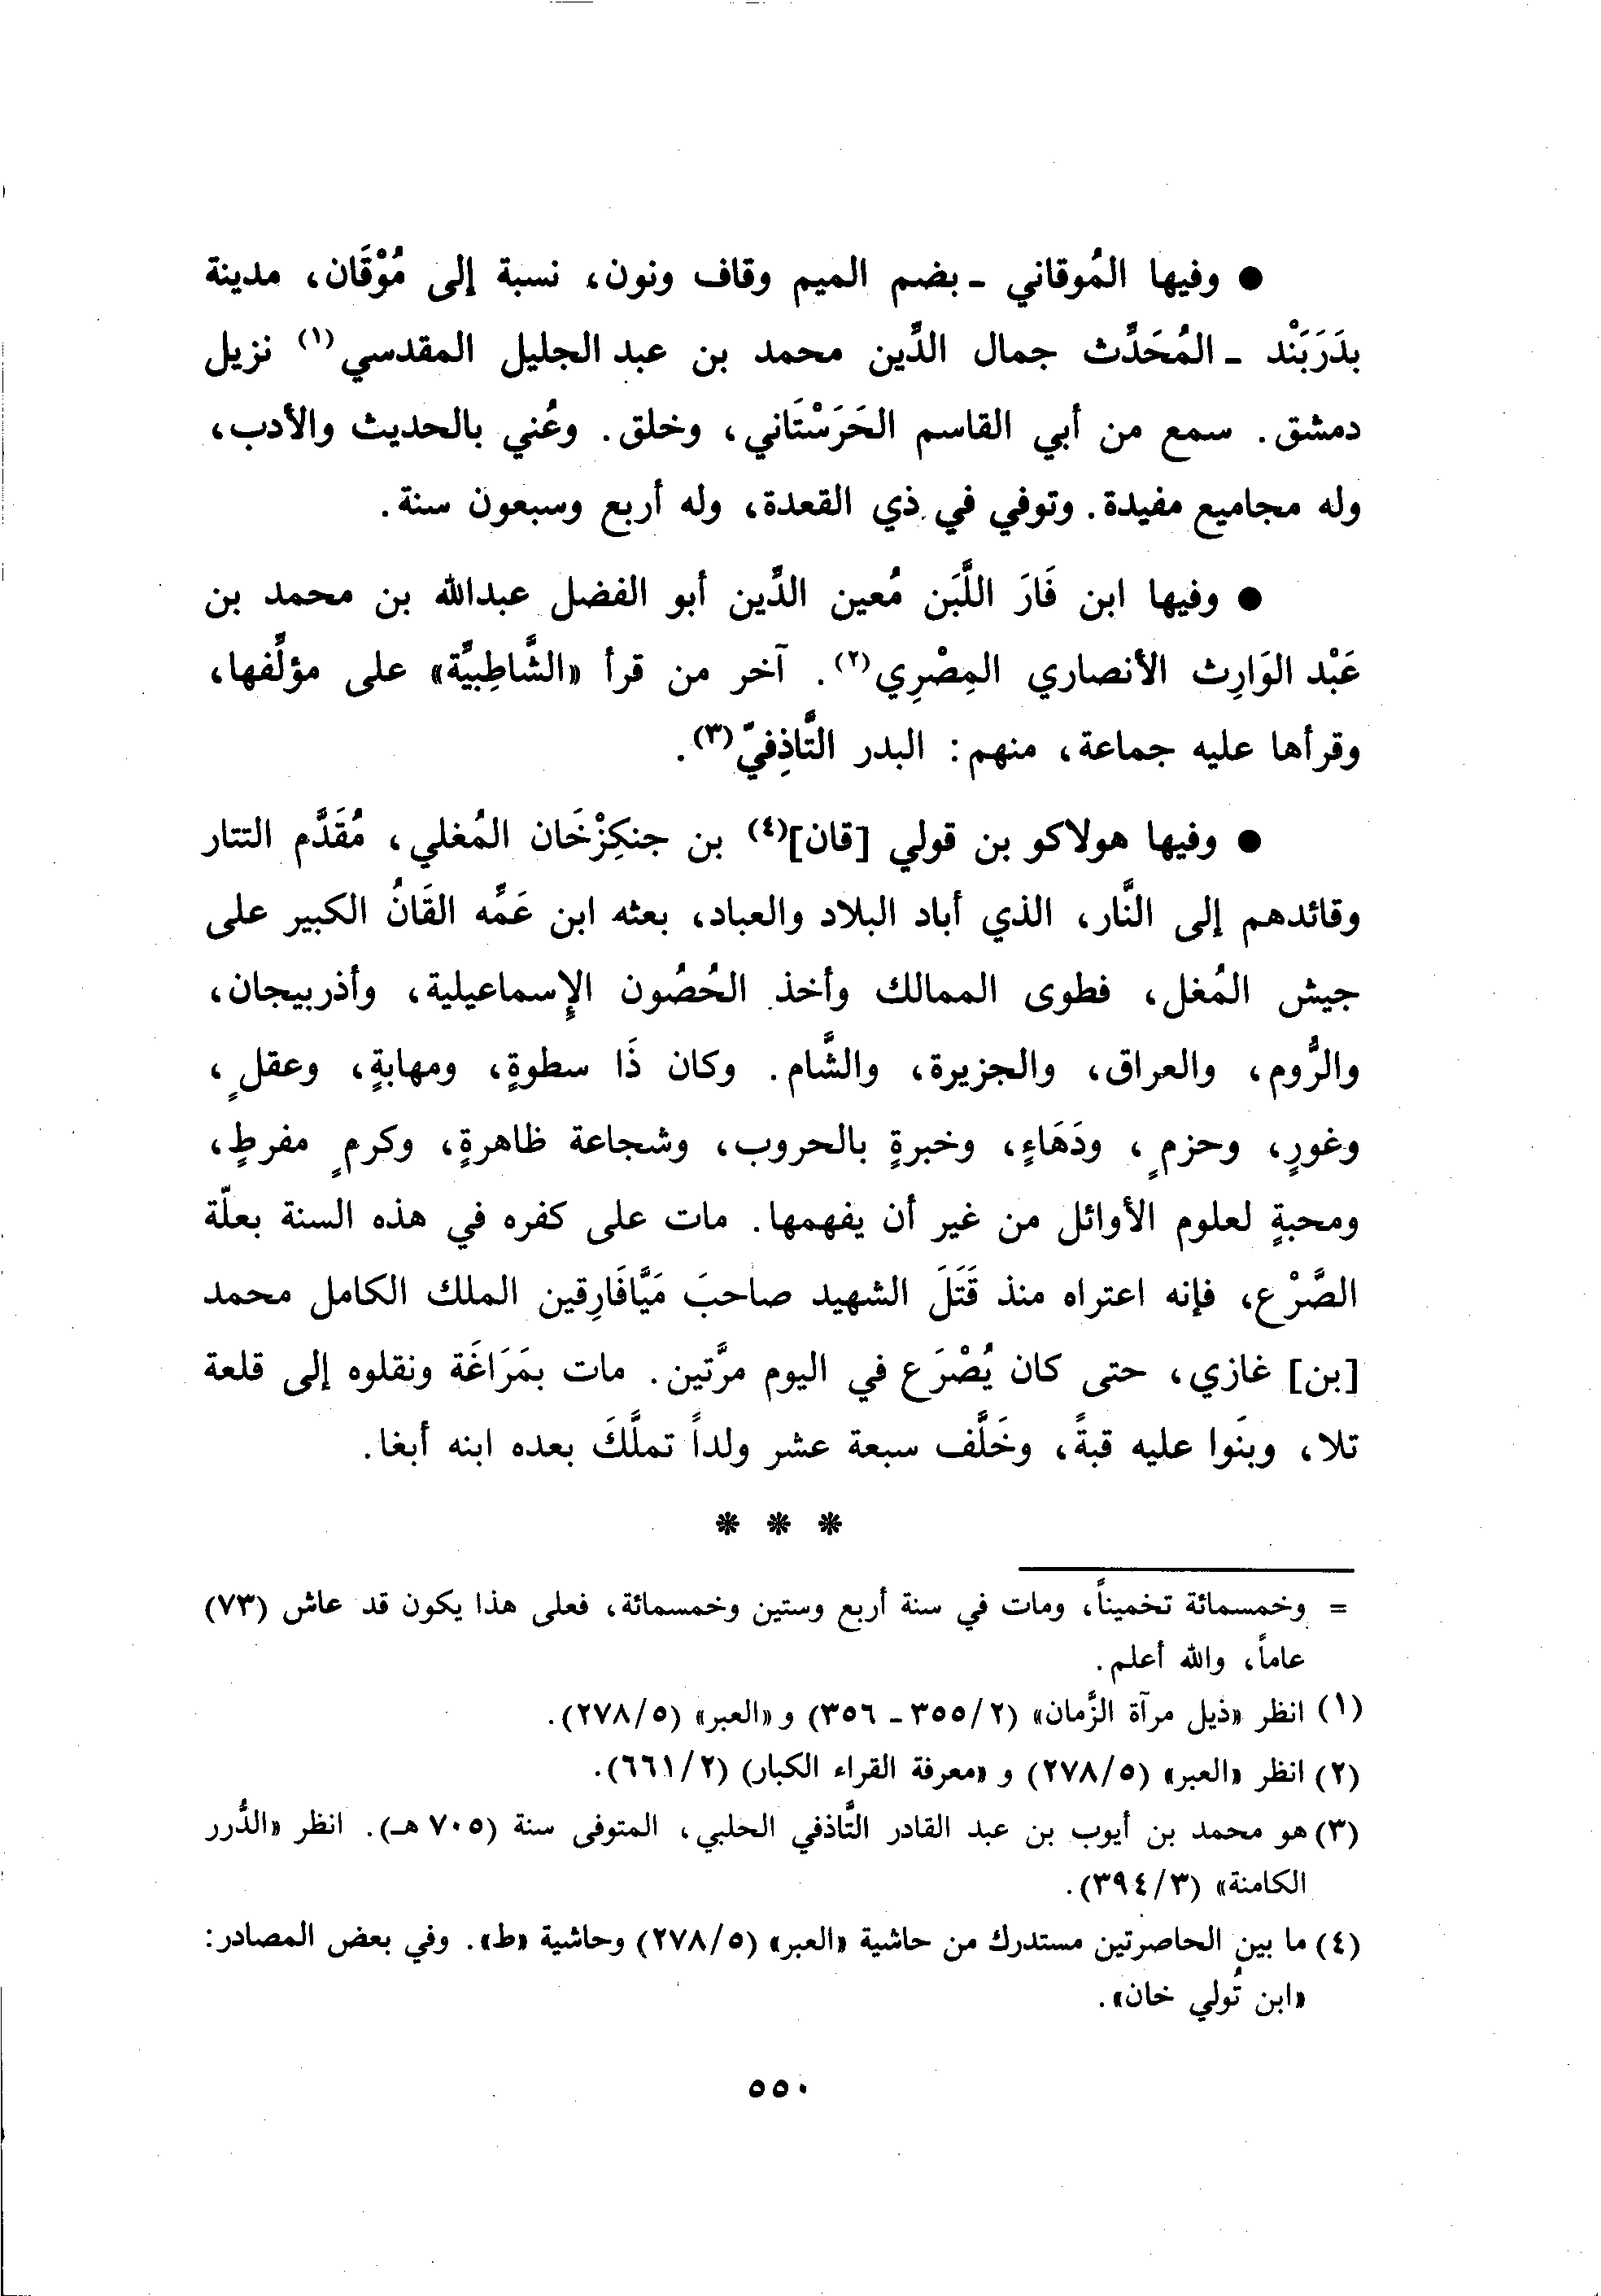 ● وفيها المُوقاني ـ بضم الميم وقاف ونون، نسبة إلى مُوْقَان، مدينة
بدَرَبَنْد ـ المُحَدِّث جمال الدِّين محمد بن عبد الجليل المقدسي(١) نزيل
دمشق. سمع من أبي القاسم الحَرَسْتَاني، وخلق. وعُني بالحديث والأدب،
وله مجاميع مفيدة. وتوفي في ذي القعدة، وله أربع وسبعون سنة.
● وفيها ابن فَارَ اللَّبَن مُعين الدِّين أبو الفضل عبدالله بن محمد بن
عَبْد الوَارِث الأنصاري المِصْرِي(٢). آخر من قرأ «الشَّاطِبيَّة» على مؤلِّفها،
وقرأها عليه جماعة، منهم: البدر التَّاذِفيّ(٣).
● وفيها هولاكو بن قولي [قان](٤) بن جنكِزْخَان المُغلي، مُقَدَّم التتار
وقائدهم إلى النَّار، الذي أباد البلاد والعباد، بعثه ابن عَمِّه القَانُ الكبير على
جيش المُغل، فطوى الممالك وأخذ الحُصُون الإِسماعيلية، وأذربيجان،
والرُّوم، والعراق، والجزيرة، والشَّام. وكان ذَا سطوةٍ، ومهابةٍ، وعقلٍ،
وغورٍ، وحزمٍ، ودَهَاءٍ، وخبرةٍ بالحروب، وشجاعة ظاهرةٍ، وكرمٍ مفرطٍ،
ومحبةٍ لعلوم الأوائل من غير أن يفهمها. مات على كفره في هذه السنة بعلّة
الصَّرْع، فإنه اعتراه منذ قَتَلَ الشهيد صاحبَ مَيَّافَارِقين الملك الكامل محمد
[بن] غازي، حتى كان يُصْرَع في اليوم مرَّتين. مات بمَرَاغَة ونقلوه إلى قلعة
تلا، وبنَوا عليه قبةً، وخَلَّف سبعة عشر ولداً تملَّكَ بعده ابنه أبغا.
* * *
= وخمسمائة تخميناً، ومات في سنة أربع وستين وخمسمائة، فعلى هذا يكون قد عاش (٧٣)
عاماً، والله أعلم.
(١) انظر «ذيل مرآة الزَّمان» (٢/٣٥٥ ـ ٣٥٦) و«العبر» (٥/٢٧٨).
(٢) انظر «العبر» (٥/٢٧٨) و «معرفة القراء الكبار) (٢/٦٦١).
(٣) هو محمد بن أيوب بن عبد القادر التَّاذفي الحلبي، المتوفى سنة (٧٠٥ هـ). انظر «الدُّرر
الكامنة» (٣/٣٩٤).
(٤) ما بين الحاصرتين مستدرك من حاشية «العبر» (٥/٢٧٨) وحاشية «ط». وفي بعض المصادر:
«ابن تُولي خان».
٥٥٠